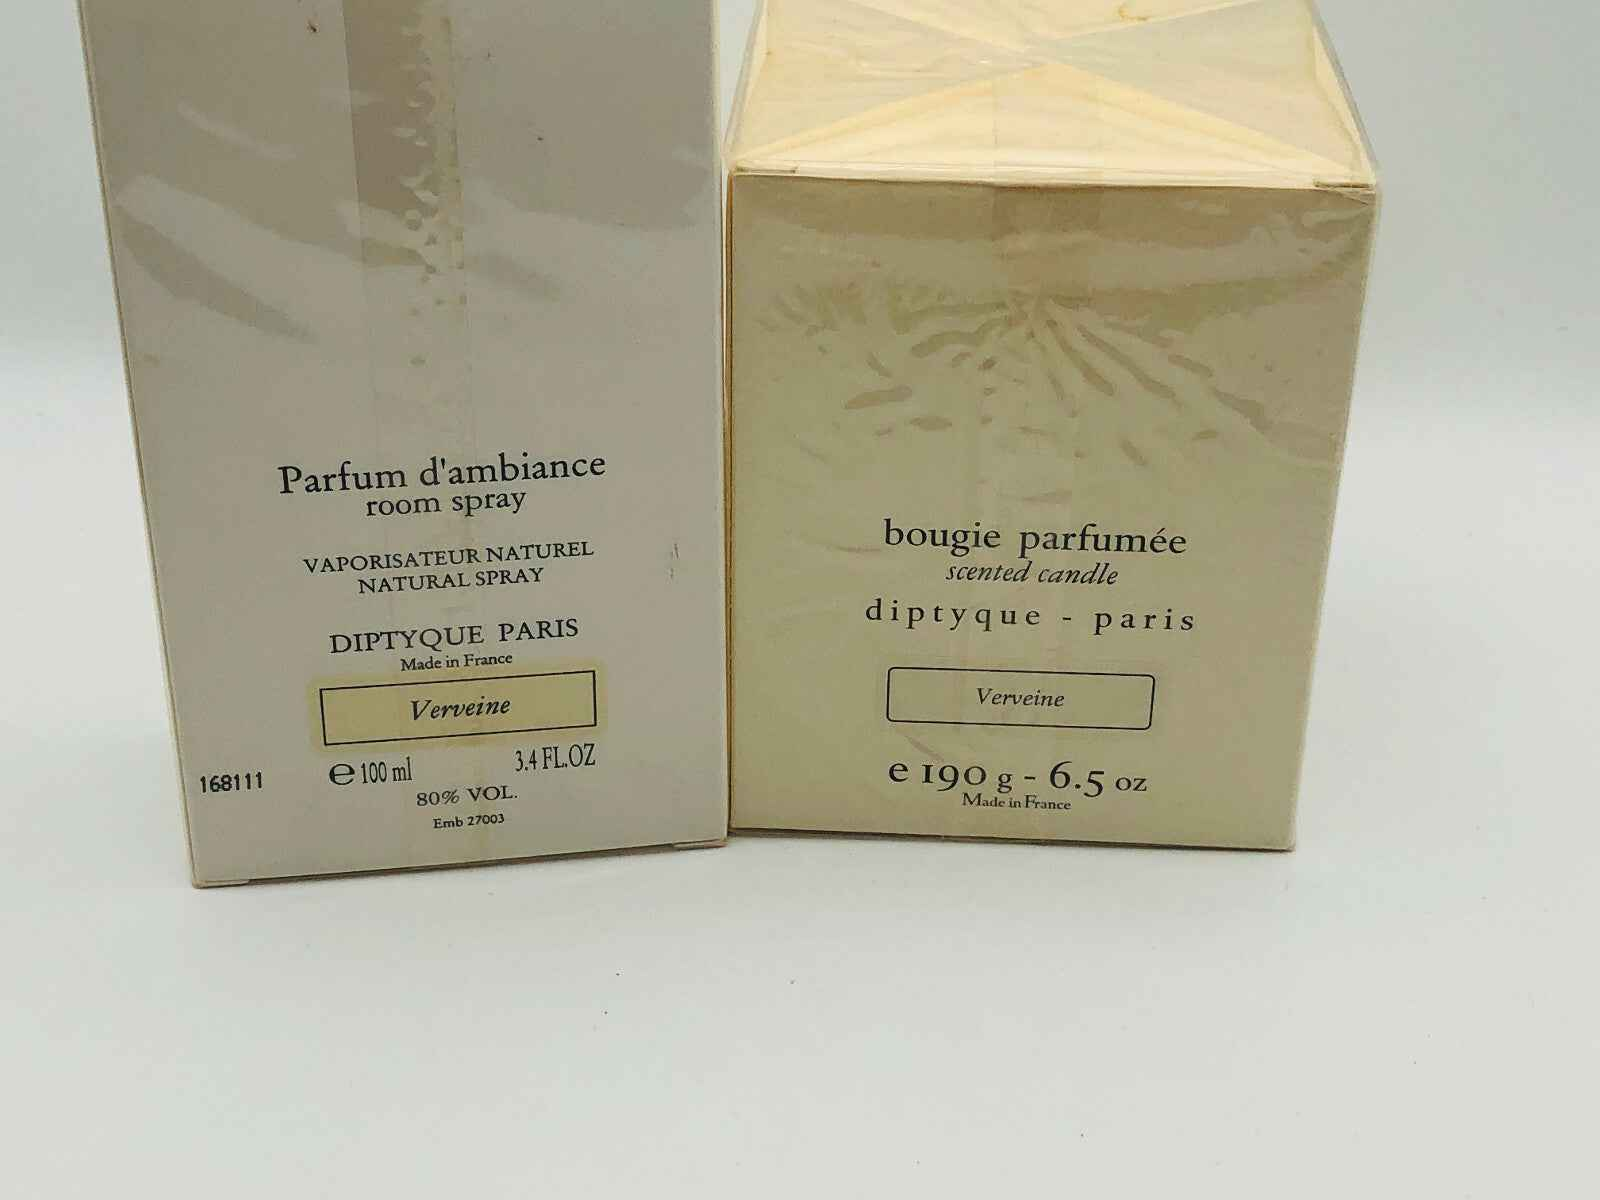 Parfum d'ambiance
room spray
VAPORISATEUR NATUREL
NATURAL SPRAY
DIPTYQUE PARIS
Made in France
Verveine
168111
e 100 ml 3.4 FL.OZ
80% VOL.
Emb 27003
bougie parfumée
scented candle
diptyque - paris
Verveine
e 190 g - 6.5 oz
Made in France